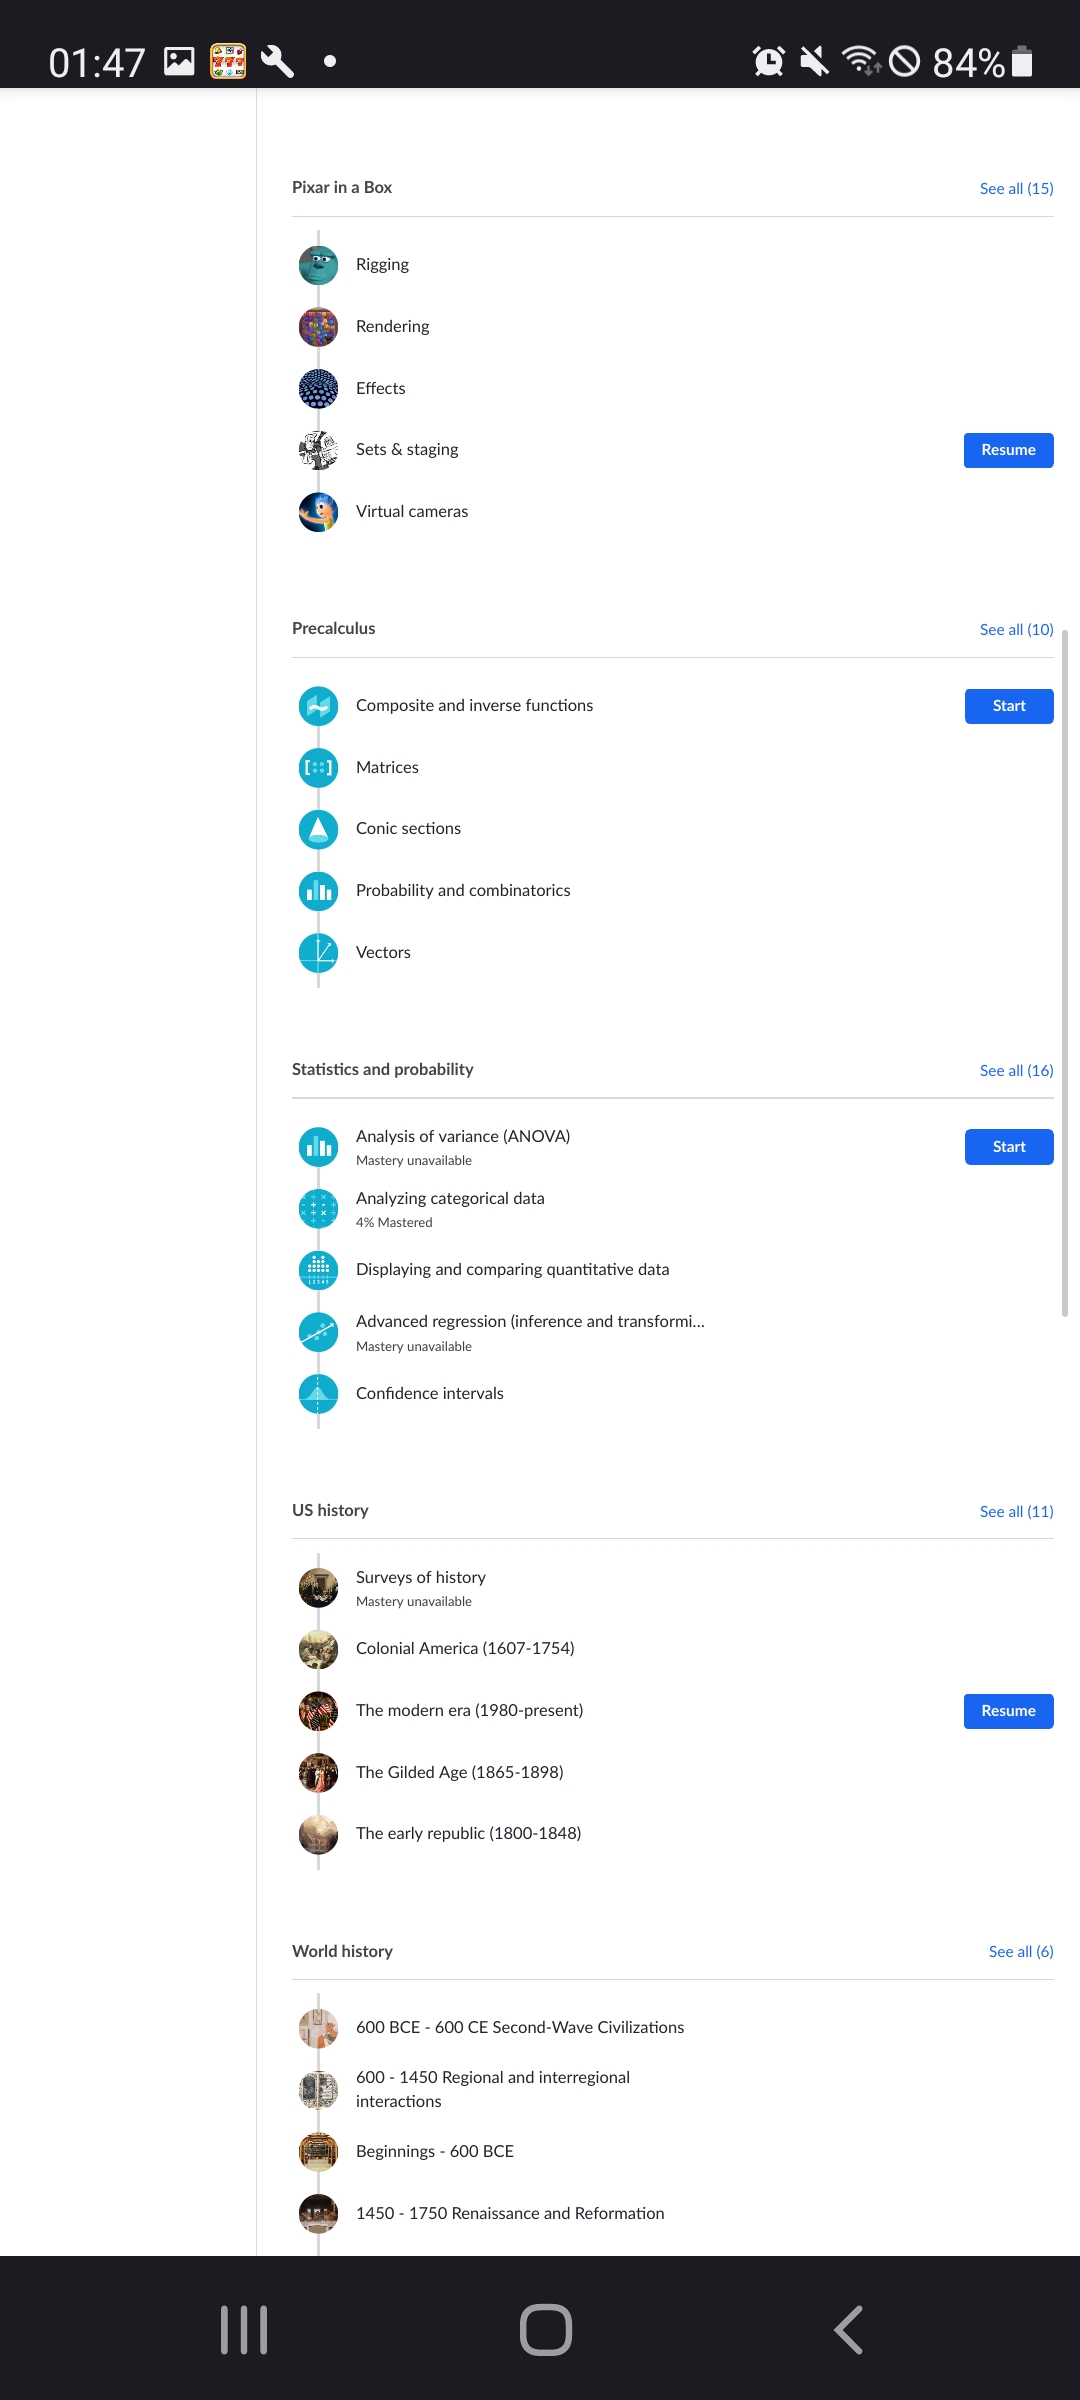 01:47
84%
Pixar in a Box
See all (15)
Rigging
Rendering
Effects
Sets & staging
Resume
Virtual cameras
Precalculus
See all (10)
Composite and inverse functions
Start
Matrices
Conic sections
Probability and combinatorics
Vectors
Statistics and probability
See all (16)
Analysis of variance (ANOVA)
Mastery unavailable
Start
Analyzing categorical data
4% Mastered
Displaying and comparing quantitative data
Advanced regression (inference and transformi...
Mastery unavailable
Confidence intervals
US history
See all (11)
Surveys of history
Mastery unavailable
Colonial America (1607-1754)
The modern era (1980-present)
Resume
The Gilded Age (1865-1898)
The early republic (1800-1848)
World history
See all (6)
600 BCE - 600 CE Second-Wave Civilizations
600 - 1450 Regional and interregional
interactions
Beginnings - 600 BCE
1450 - 1750 Renaissance and Reformation